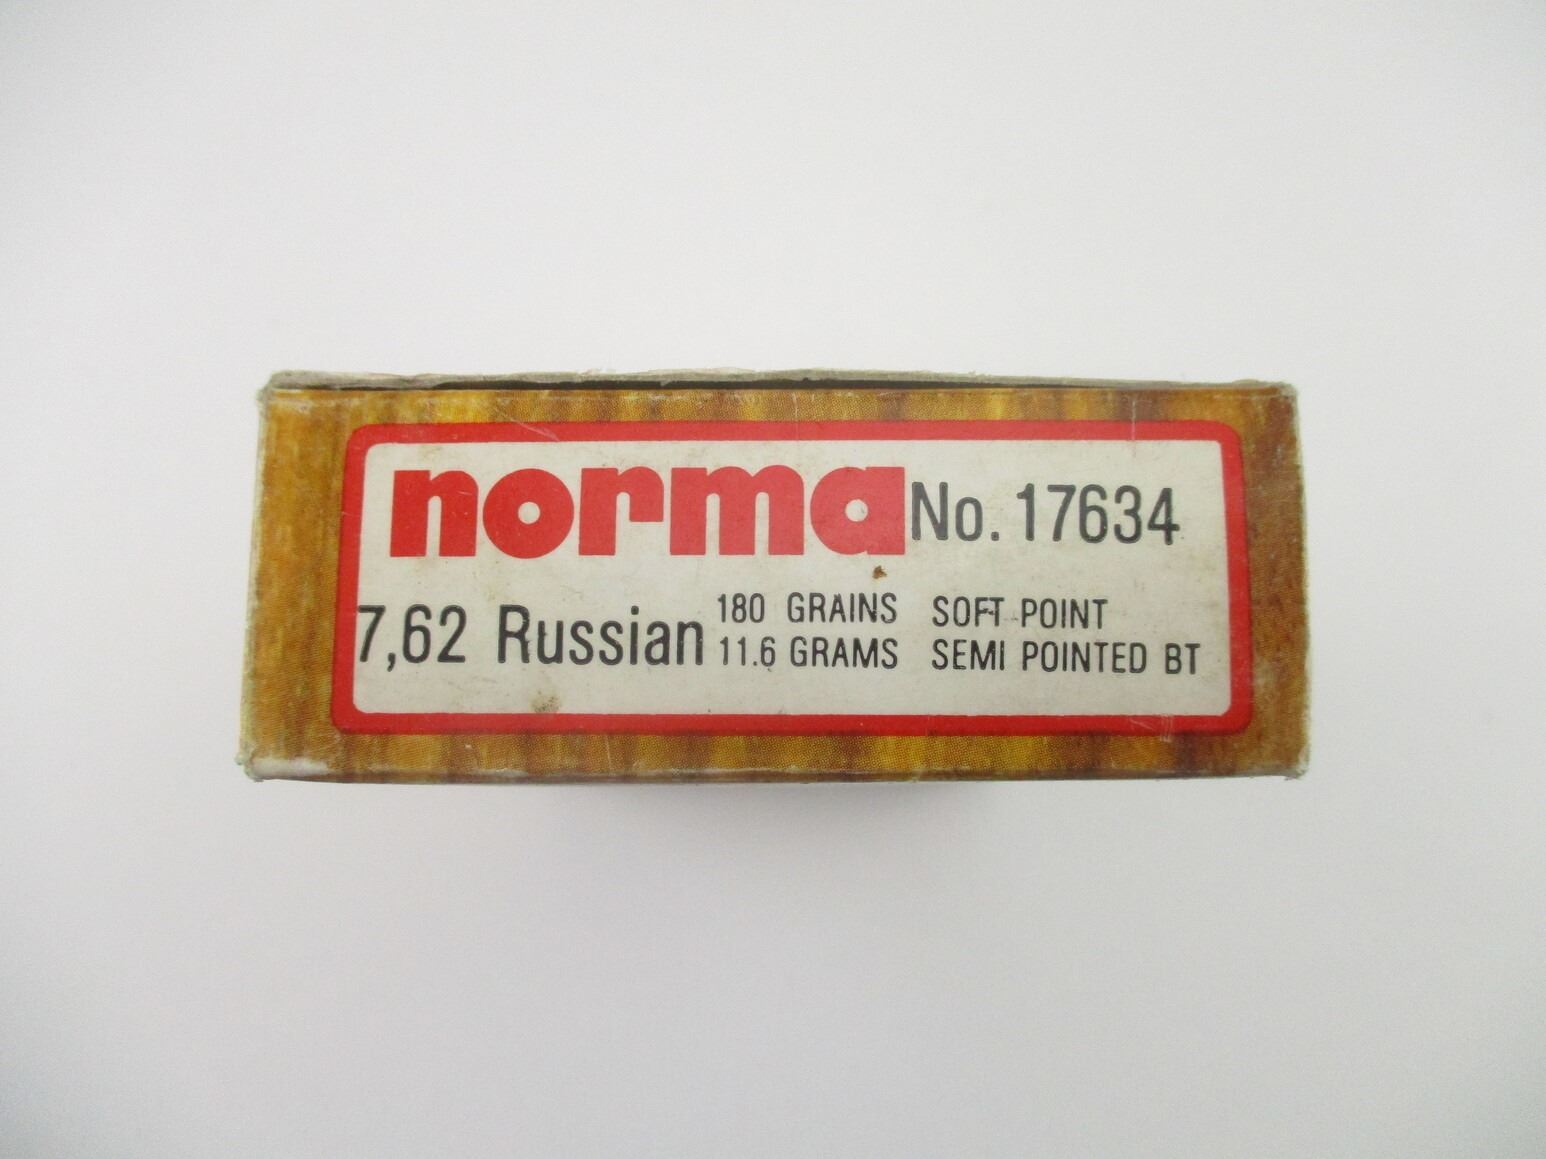 norma No. 17634
7,62 Russian 180 GRAINS SOFT POINT
11.6 GRAMS SEMI POINTED BT